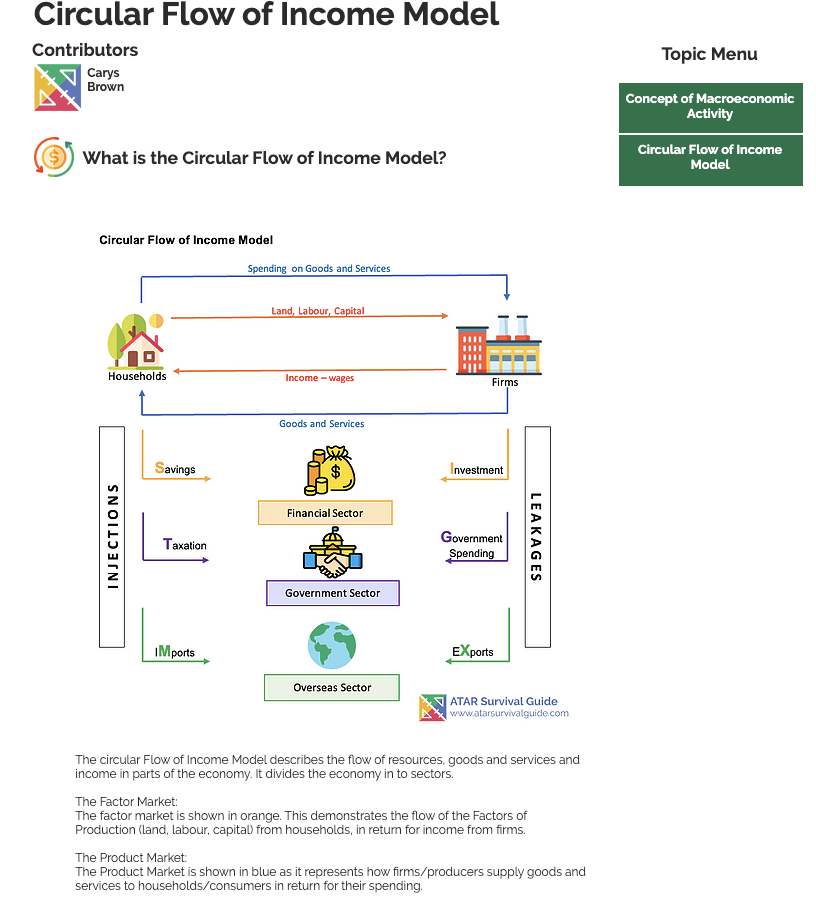 Circular Flow of Income Model
Contributors
Carys
Brown
Topic Menu
Concept of Macroeconomic
Activity
Circular Flow of Income
Model
What is the Circular Flow of Income Model?
Circular Flow of Income Model
Spending on Goods and Services
Land, Labour, Capital
Households
Income – wages
Firms
Goods and Services
INJECTIONS
LEAKAGES
Savings
Investment
Financial Sector
Taxation
Government
Spending
Government Sector
IMports
EXports
Overseas Sector
ATAR Survival Guide
www.atarsurvivalguide.com
The circular Flow of Income Model describes the flow of resources, goods and services and
income in parts of the economy. It divides the economy in to sectors.
The Factor Market:
The factor market is shown in orange. This demonstrates the flow of the Factors of
Production (land, labour, capital) from households, in return for income from firms.
The Product Market:
The Product Market is shown in blue as it represents how firms/producers supply goods and
services to households/consumers in return for their spending.